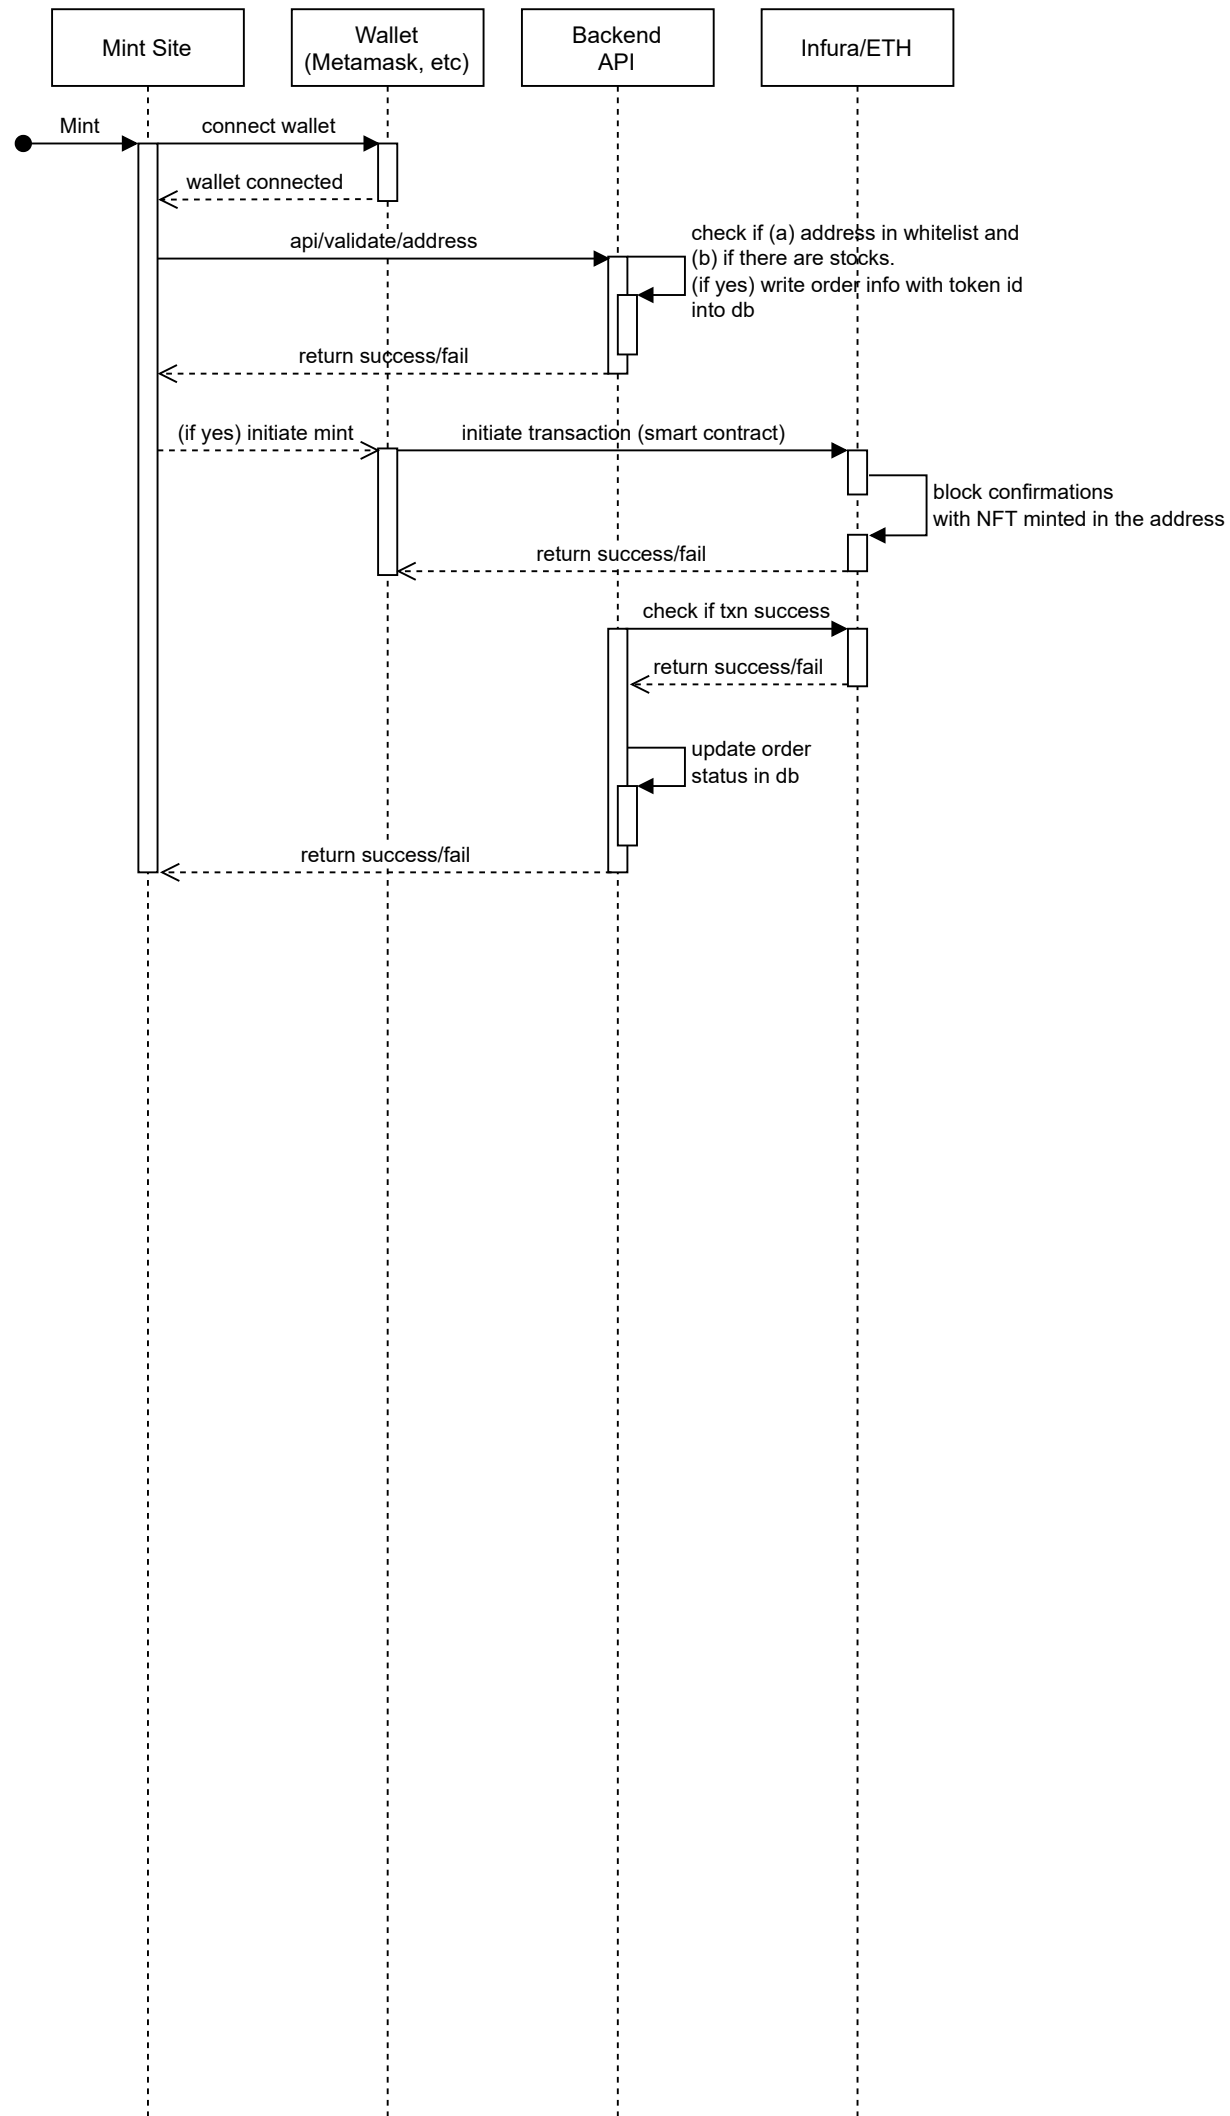 Mint Site
Wallet
(Metamask, etc)
Backend
API
Infura/ETH
Mint
connect wallet
wallet connected
api/validate/address
check if (a) address in whitelist and
(b) if there are stocks.
(if yes) write order info with token id
into db
return success/fail
(if yes) initiate mint
initiate transaction (smart contract)
block confirmations
with NFT minted in the address
return success/fail
check if txn success
return success/fail
update order
status in db
return success/fail